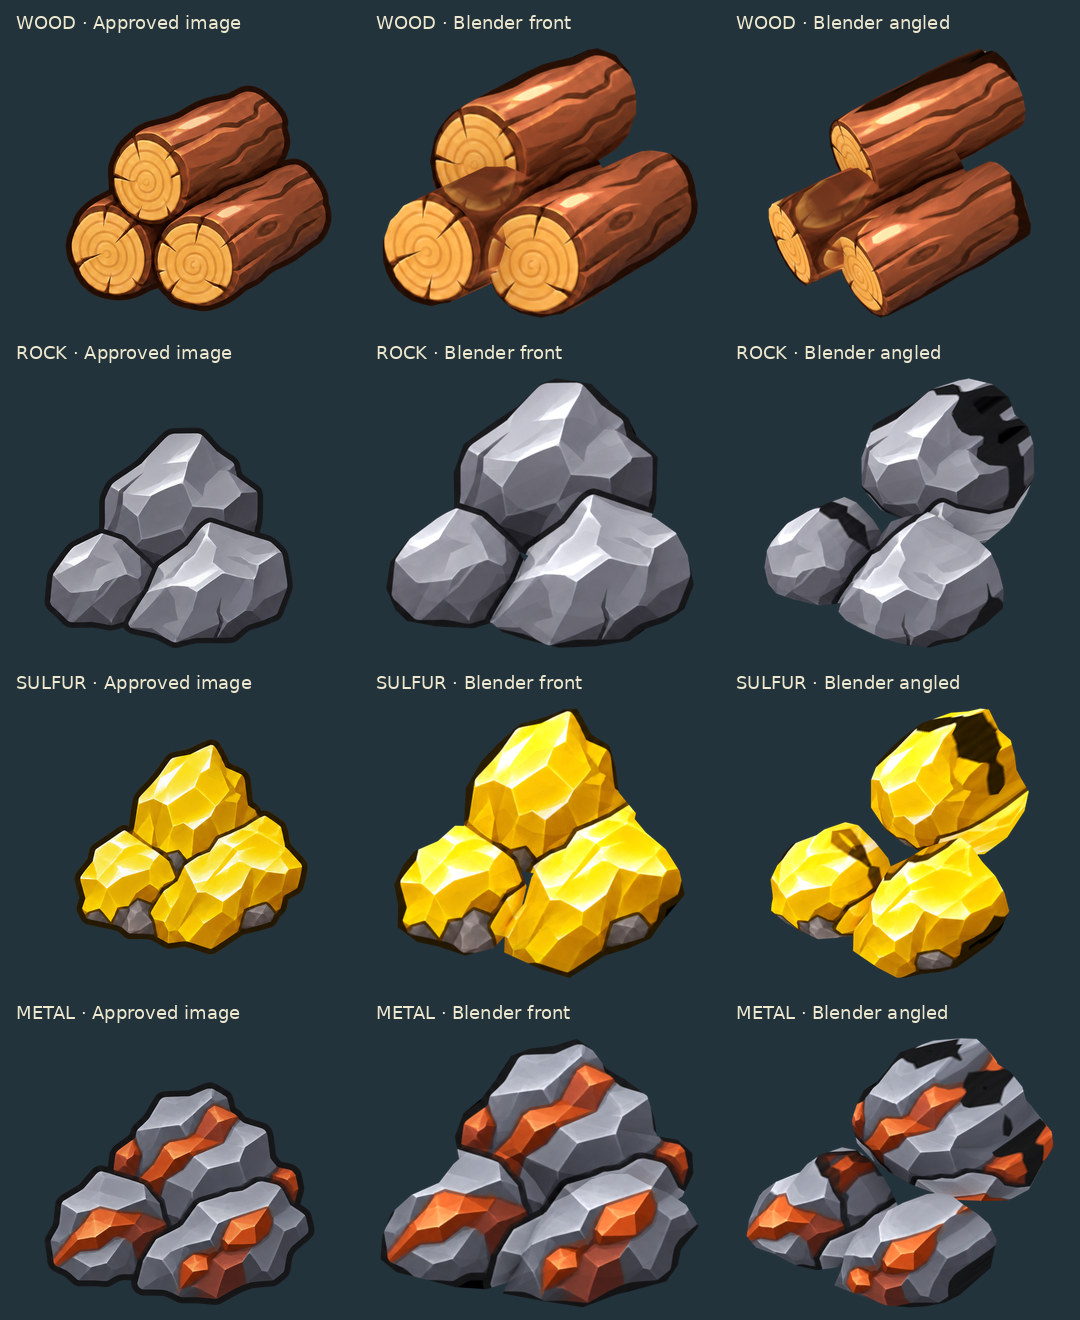 WOOD · Approved image
WOOD · Blender front
WOOD · Blender angled
ROCK · Approved image
ROCK · Blender front
ROCK · Blender angled
SULFUR · Approved image
SULFUR · Blender front
SULFUR · Blender angled
METAL · Approved image
METAL · Blender front
METAL · Blender angled